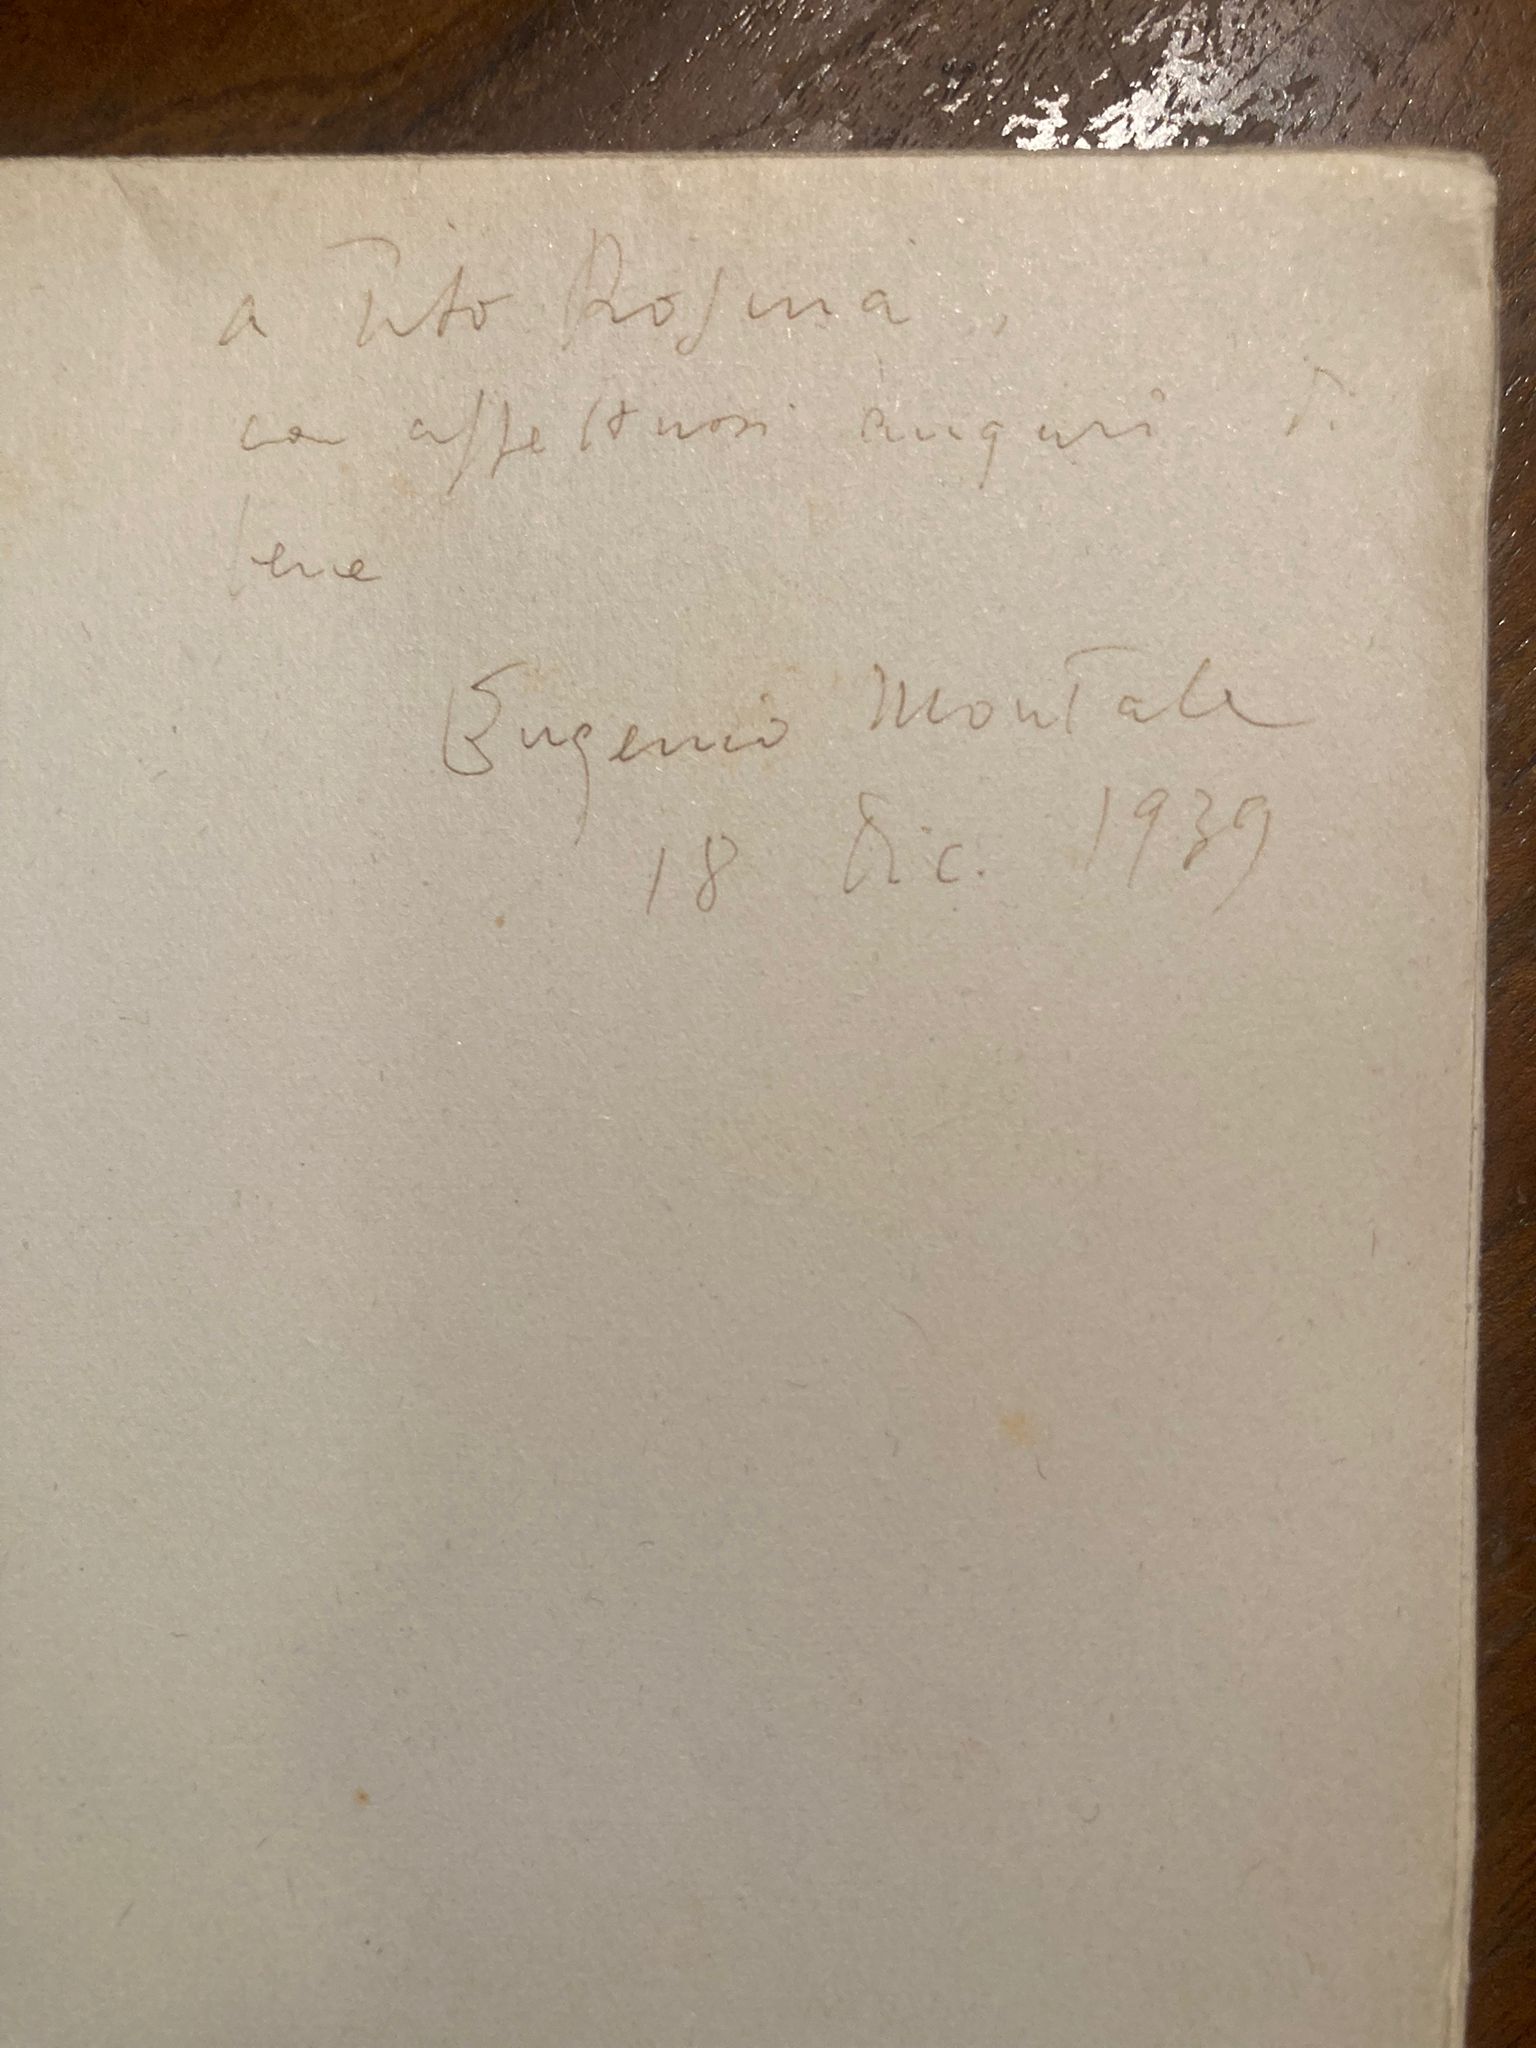 a Tito Rosina,
con affettuosi auguri di
bene
Eugenio Montale
18 Dic. 1939